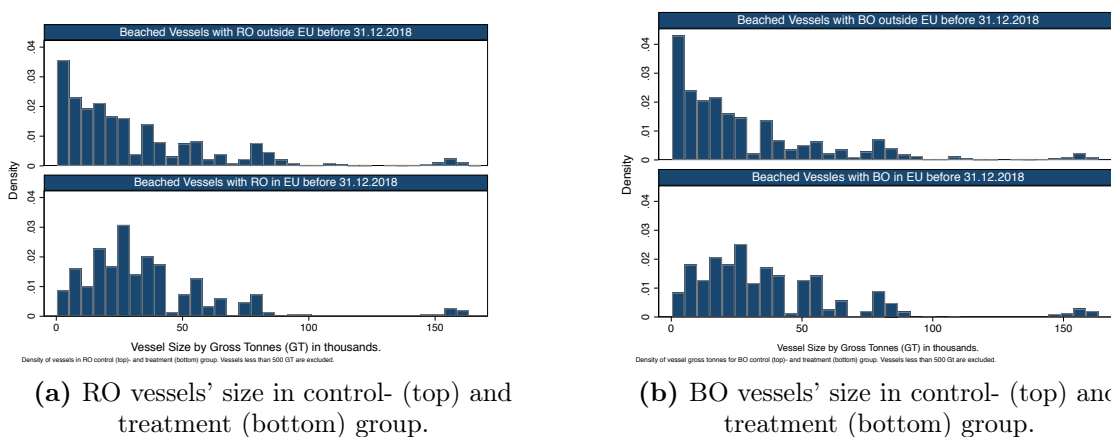 Beached Vessels with RO outside EU before 31.12.2018
.04
.03
.02
.01
0
Beached Vessels with RO in EU before 31.12.2018
.04
.03
.02
.01
0
Density
0 50 100 150
Vessel Size by Gross Tonnes (GT) in thousands.
Density of vessels in RO control (top)- and treatment (bottom) group. Vessels less than 500 GT are excluded.
(a) RO vessels' size in control- (top) and
treatment (bottom) group.
Beached Vessels with BO outside EU before 31.12.2018
.04
.03
.02
.01
0
Beached Vessles with BO in EU before 31.12.2018
.04
.03
.02
.01
0
Density
0 50 100 150
Vessel Size by Gross Tonnes (GT) in thousands.
Density of vessel gross tonnes for BO control (top)- and treatment (bottom) group. Vessels less than 500 Gt are excluded.
(b) BO vessels' size in control- (top) and
treatment (bottom) group.